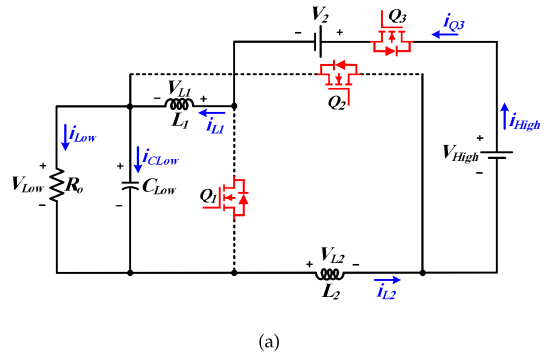 V2
Q3
iQ3
Q2
VL1
L1
iL1
iLow
iCLow
iHigh
VLow
Ro
CLow
Q1
VHigh
VL2
L2
iL2
(a)